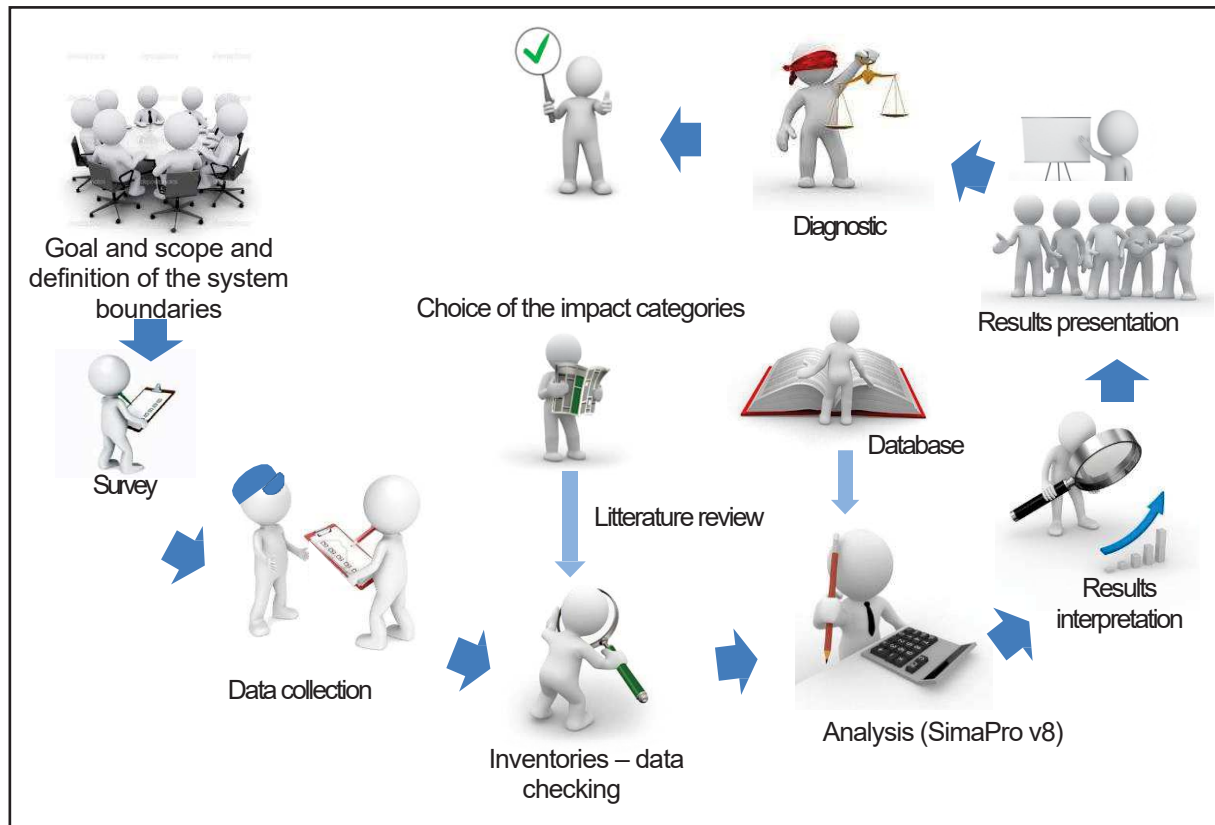 Goal and scope and
definition of the system
boundaries
Survey
Data collection
Choice of the impact categories
Litterature review
Inventories – data
checking
Database
Analysis (SimaPro v8)
Results
interpretation
Results presentation
Diagnostic